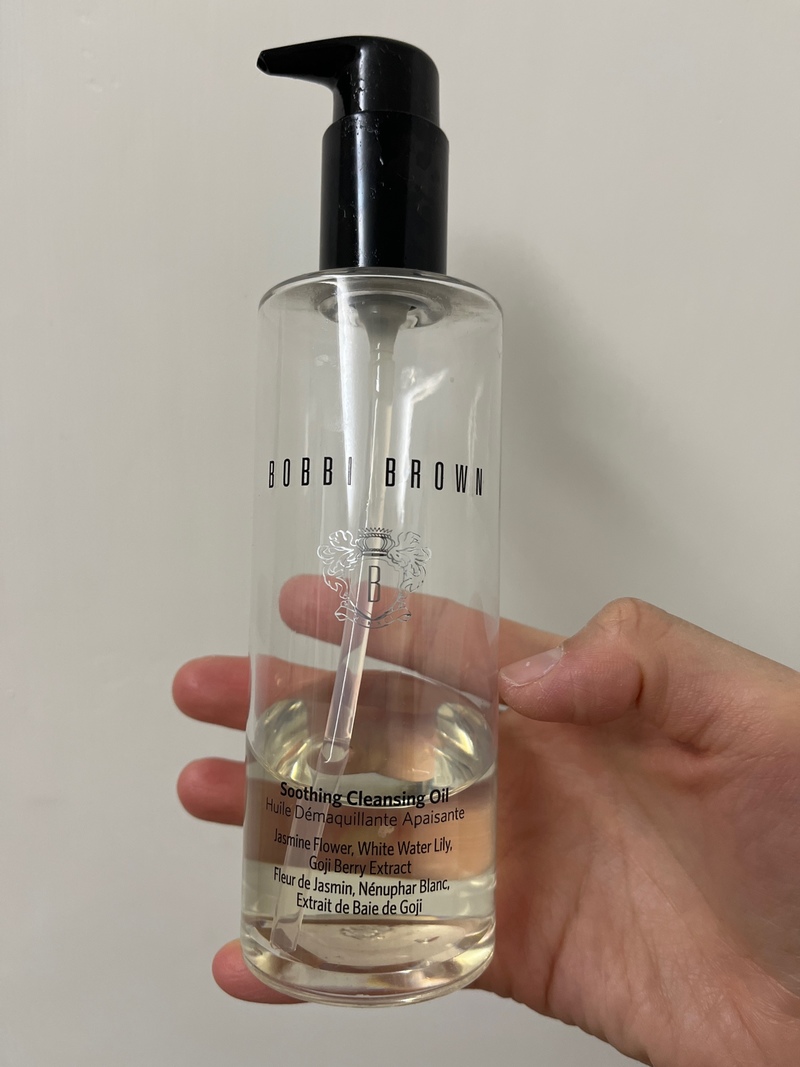 BOBBI BROWN
B
Soothing Cleansing Oil
Huile Démaquillante Apaisante
Jasmine Flower, White Water Lily,
Goji Berry Extract
Fleur de Jasmin, Nénuphar Blanc,
Extrait de Baie de Goji